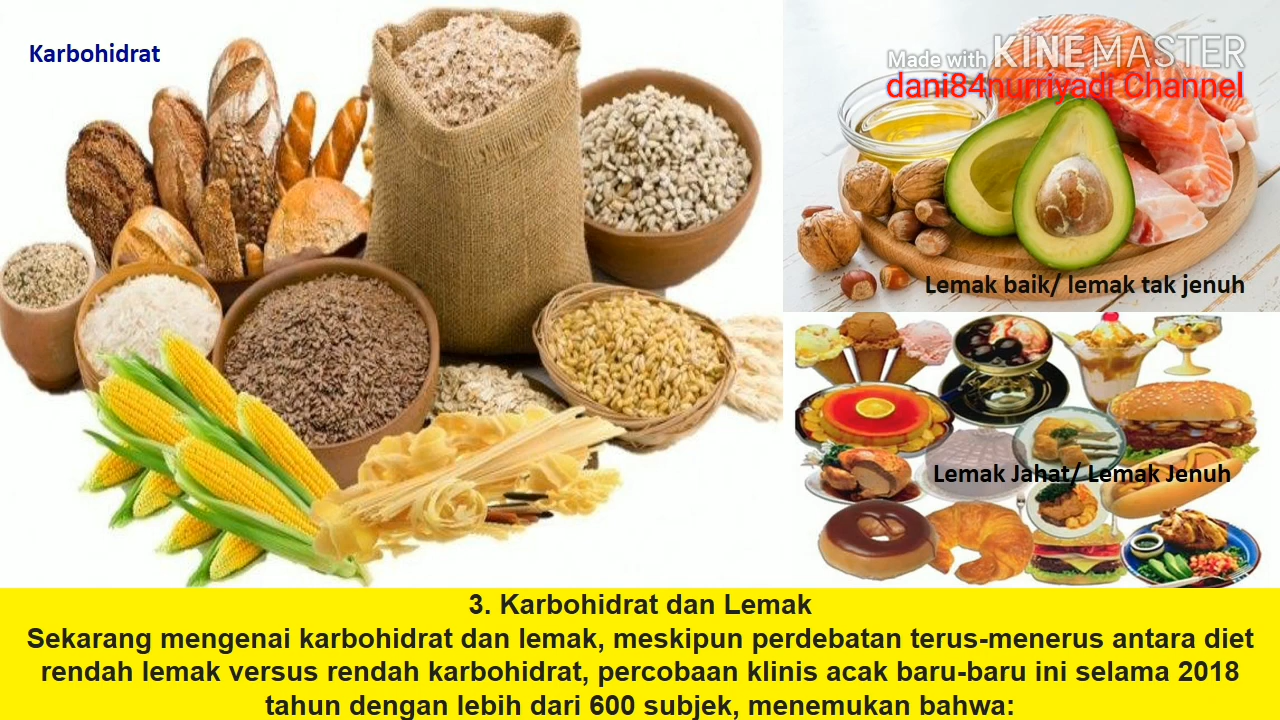 Karbohidrat
Made with KINEMASTER
dani84nurriyadi Channel
Lemak baik/ lemak tak jenuh
Lemak Jahat/ Lemak Jenuh
3. Karbohidrat dan Lemak
Sekarang mengenai karbohidrat dan lemak, meskipun perdebatan terus-menerus antara diet
rendah lemak versus rendah karbohidrat, percobaan klinis acak baru-baru ini selama 2018
tahun dengan lebih dari 600 subjek, menemukan bahwa: